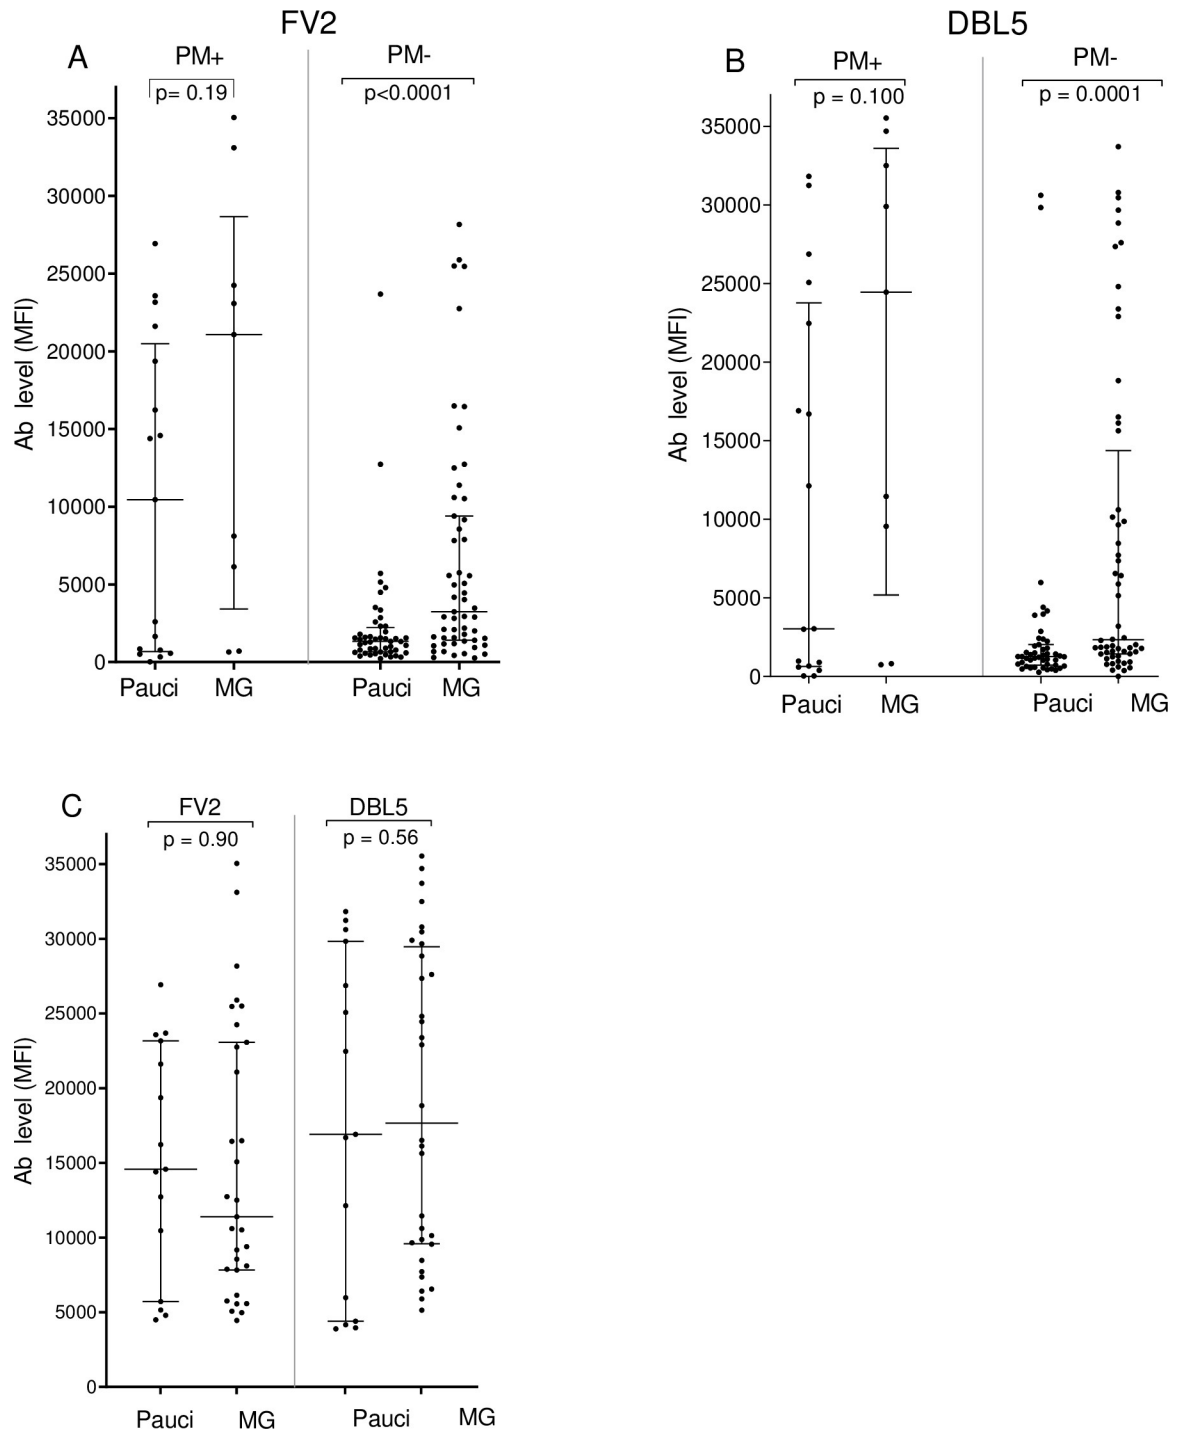 FV2
A
PM+
PM-
p= 0.19
p<0.0001
35000
30000
25000
20000
15000
10000
5000
0
Ab level (MFI)
Pauci
MG
Pauci
MG
DBL5
B
PM+
PM-
p = 0.100
p = 0.0001
35000
30000
25000
20000
15000
10000
5000
0
Ab level (MFI)
Pauci
MG
Pauci
MG
C
FV2
DBL5
p = 0.90
p = 0.56
35000
30000
25000
20000
15000
10000
5000
0
Ab level (MFI)
Pauci
MG
Pauci
MG